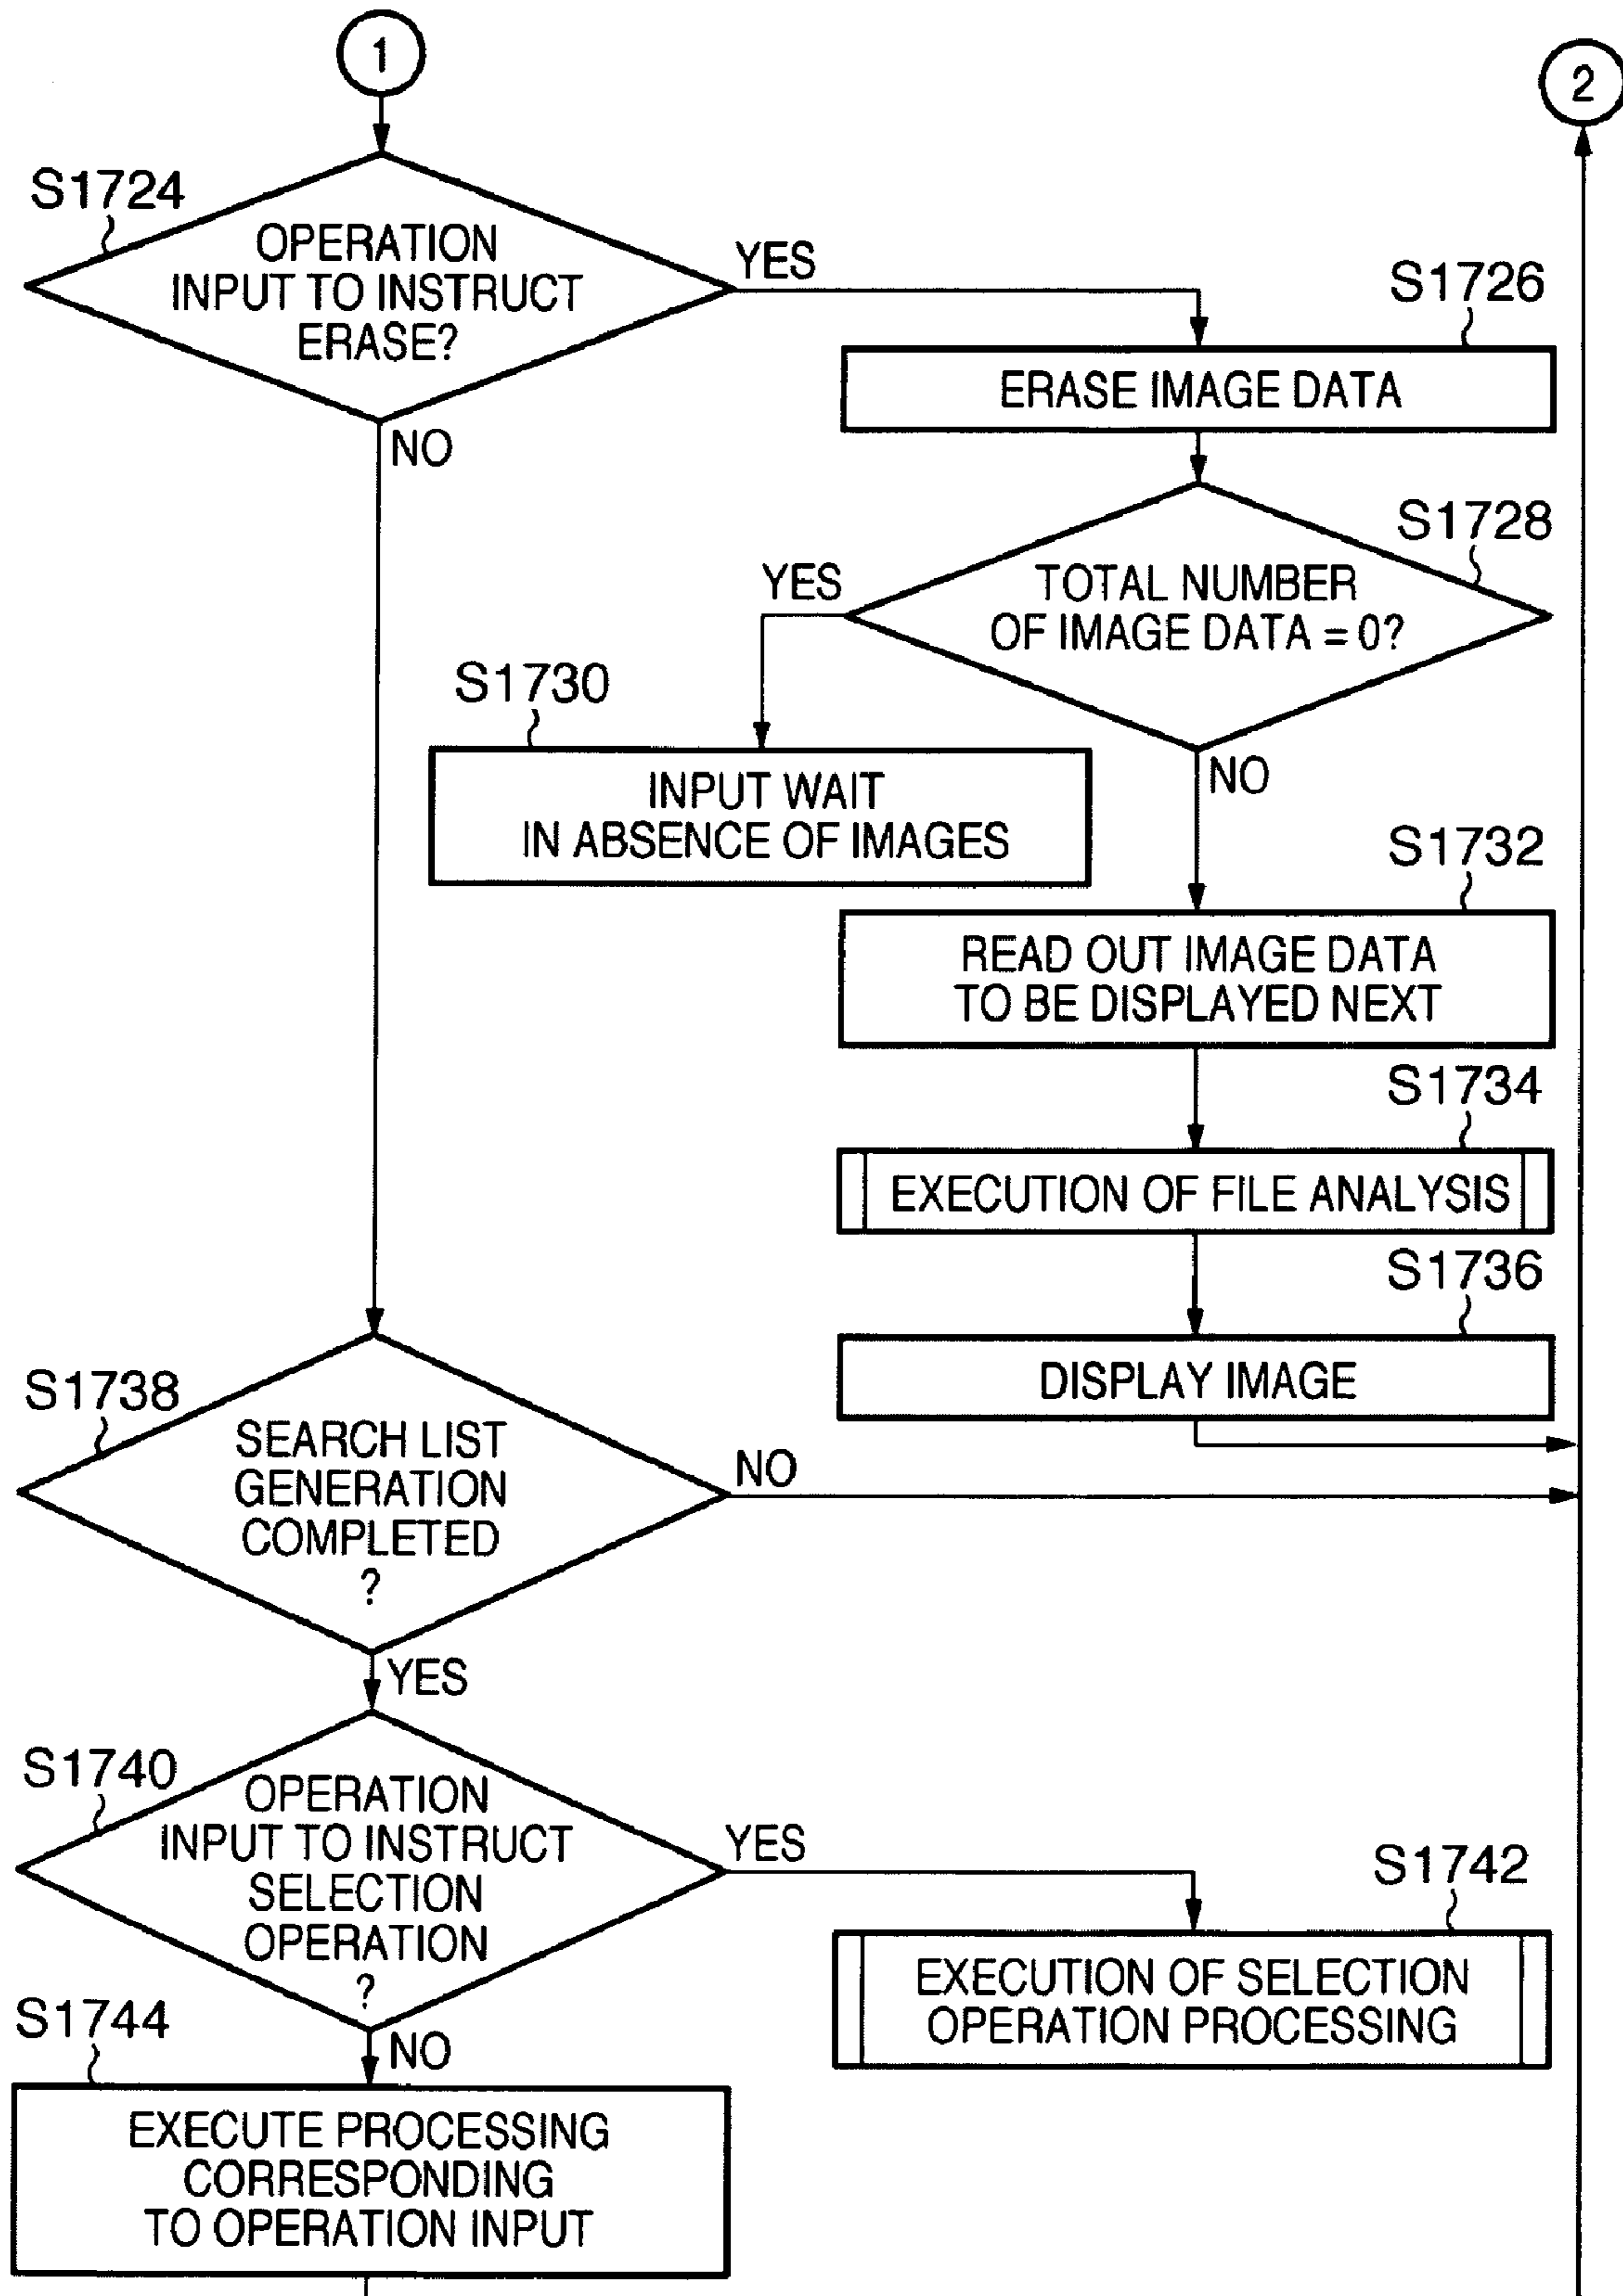 1
2
S1724
OPERATION
INPUT TO INSTRUCT
ERASE?
YES
NO
S1726
ERASE IMAGE DATA
S1728
TOTAL NUMBER
OF IMAGE DATA = 0?
YES
NO
S1730
INPUT WAIT
IN ABSENCE OF IMAGES
S1732
READ OUT IMAGE DATA
TO BE DISPLAYED NEXT
S1734
EXECUTION OF FILE ANALYSIS
S1736
DISPLAY IMAGE
S1738
SEARCH LIST
GENERATION
COMPLETED
?
NO
YES
S1740
OPERATION
INPUT TO INSTRUCT
SELECTION
OPERATION
?
YES
NO
S1742
EXECUTION OF SELECTION
OPERATION PROCESSING
S1744
EXECUTE PROCESSING
CORRESPONDING
TO OPERATION INPUT